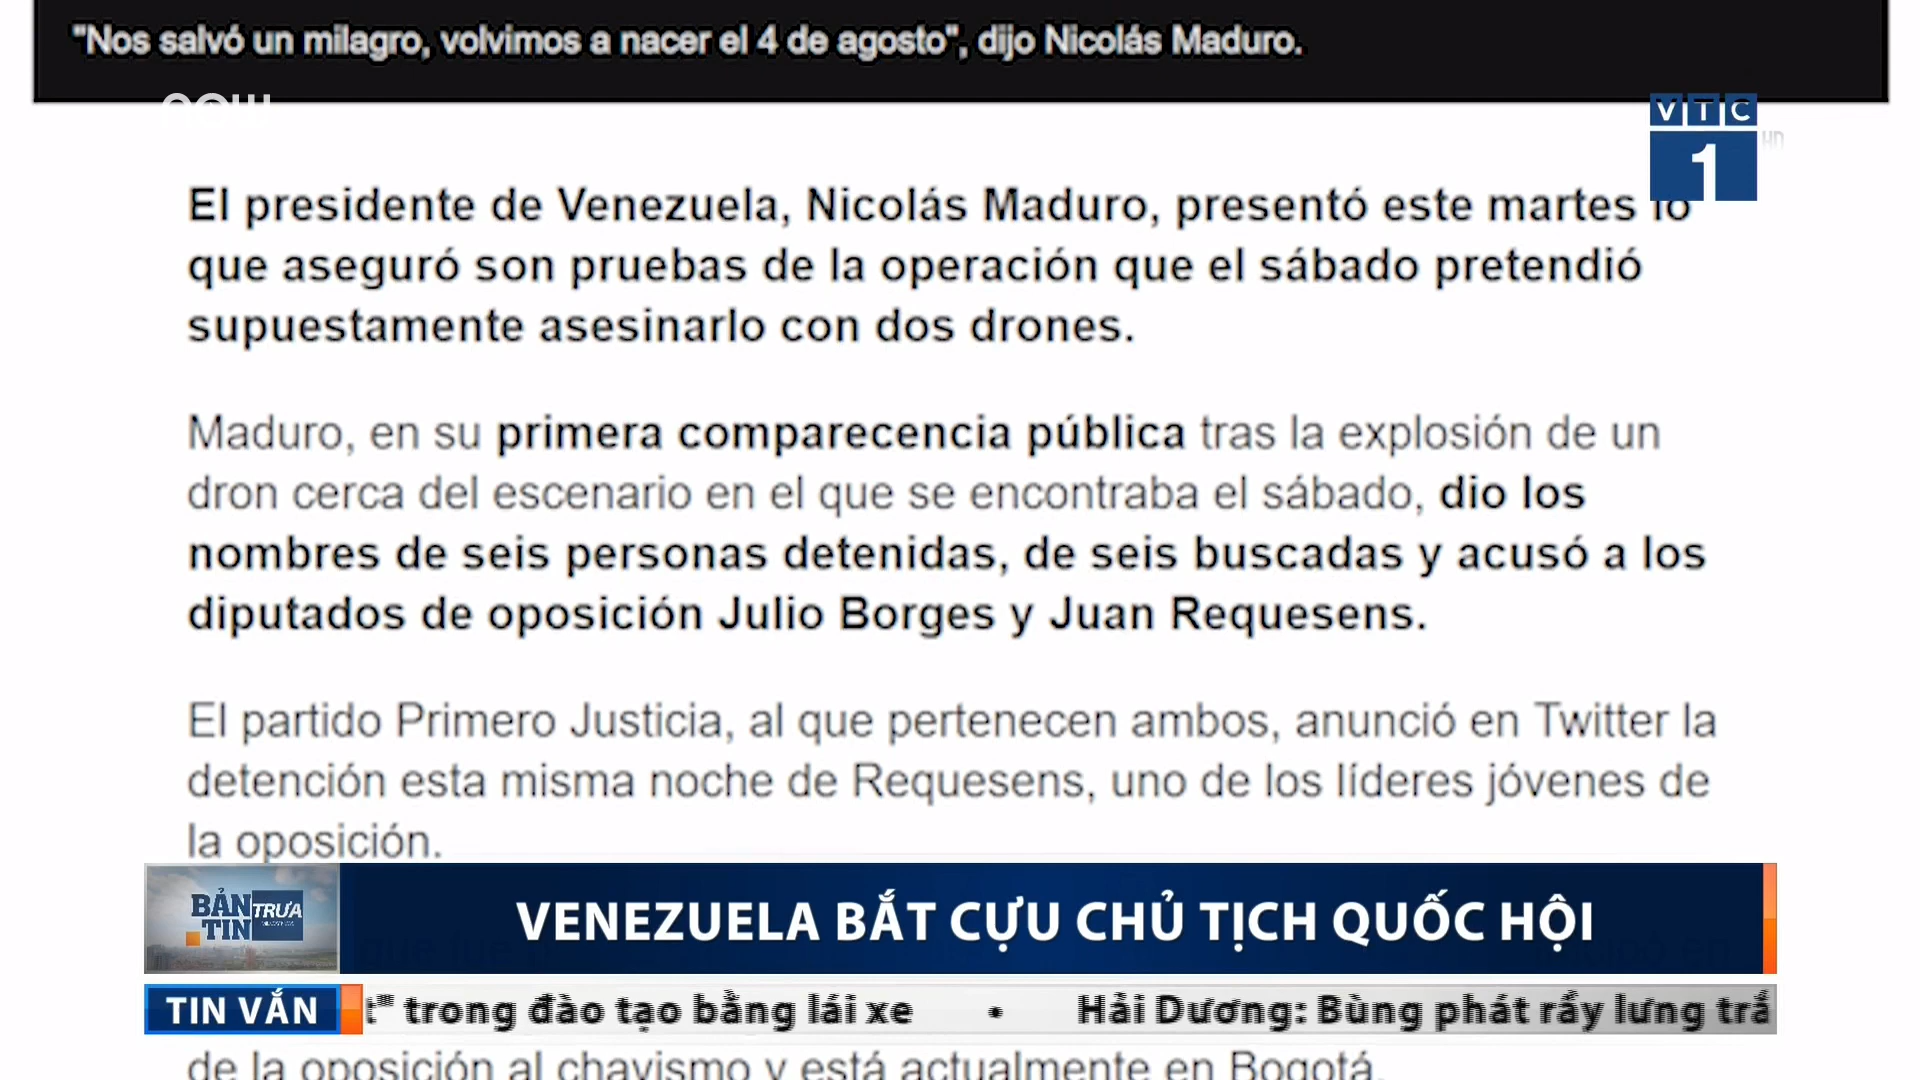 "Nos salvó un milagro, volvimos a nacer el 4 de agosto", dijo Nicolás Maduro.
VTC
1
El presidente de Venezuela, Nicolás Maduro, presentó este martes lo
que aseguró son pruebas de la operación que el sábado pretendió
supuestamente asesinarlo con dos drones.
Maduro, en su primera comparecencia pública tras la explosión de un
dron cerca del escenario en el que se encontraba el sábado, dio los
nombres de seis personas detenidas, de seis buscadas y acusó a los
diputados de oposición Julio Borges y Juan Requesens.
El partido Primero Justicia, al que pertenecen ambos, anunció en Twitter la
detención esta misma noche de Requesens, uno de los líderes jóvenes de
la oposición.
BẢN TIN TRƯA
VENEZUELA BẮT CỰU CHỦ TỊCH QUỐC HỘI
TIN VẮN
trong đào tạo bằng lái xe • Hải Dương: Bùng phát rầy lưng
de la oposición al chavismo y está actualmente en Bogotá.